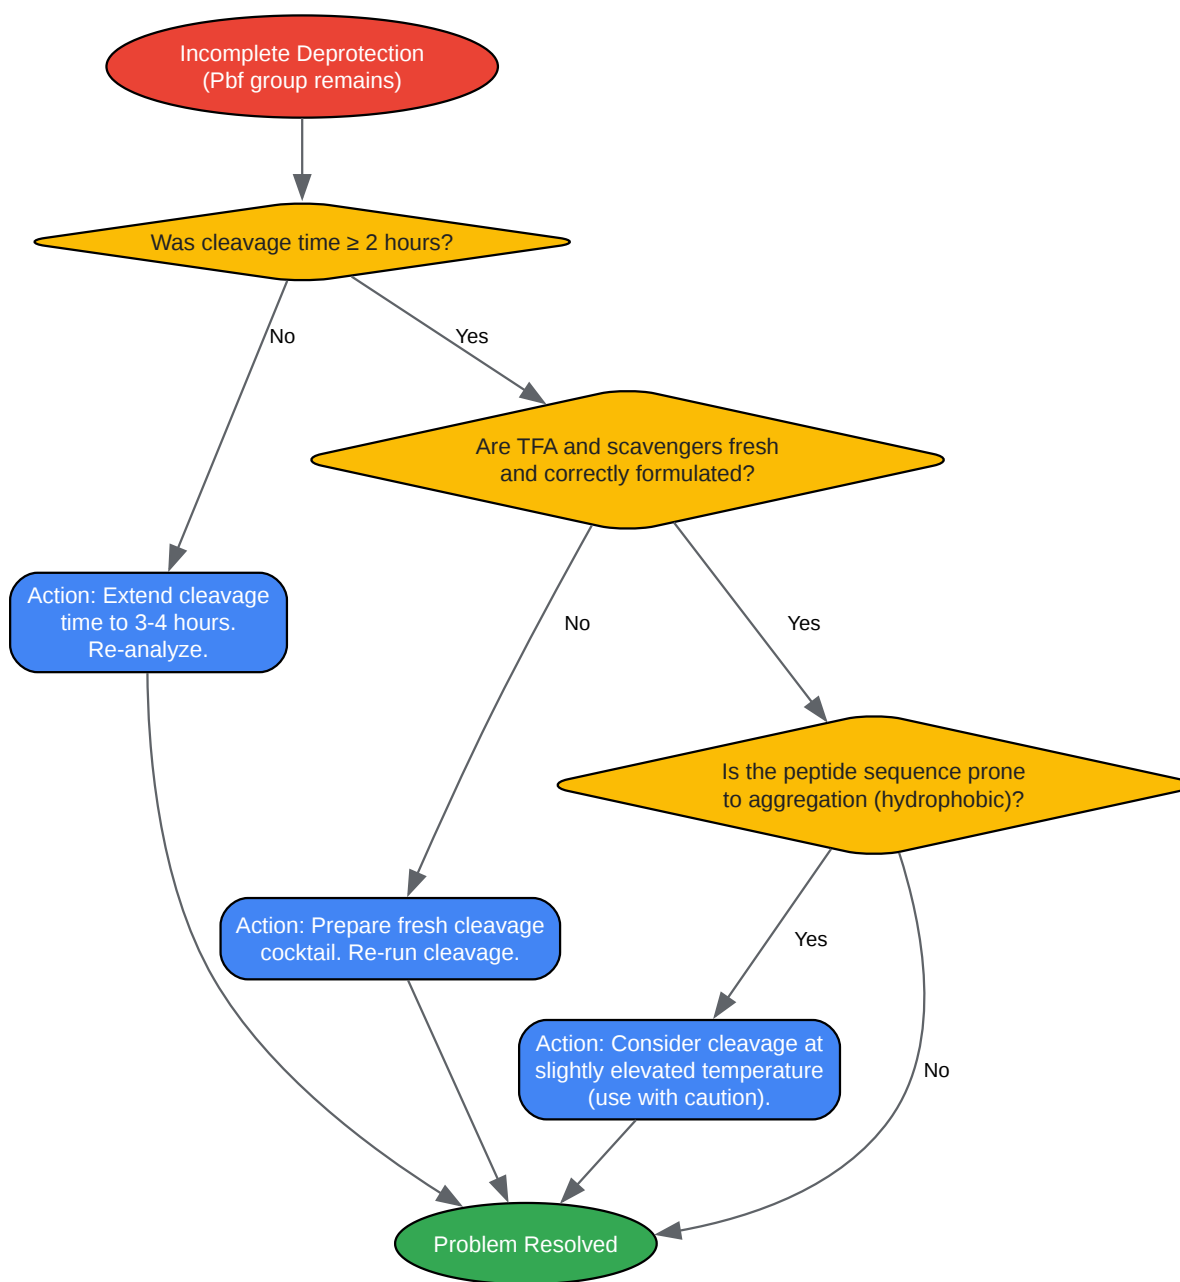 Incomplete Deprotection
(Pbf group remains)
Was cleavage time ≥ 2 hours?
No
Yes
Are TFA and scavengers fresh
and correctly formulated?
Action: Extend cleavage
time to 3-4 hours.
Re-analyze.
No
Yes
Is the peptide sequence prone
to aggregation (hydrophobic)?
Action: Prepare fresh cleavage
cocktail. Re-run cleavage.
Yes
No
Action: Consider cleavage at
slightly elevated temperature
(use with caution).
Problem Resolved